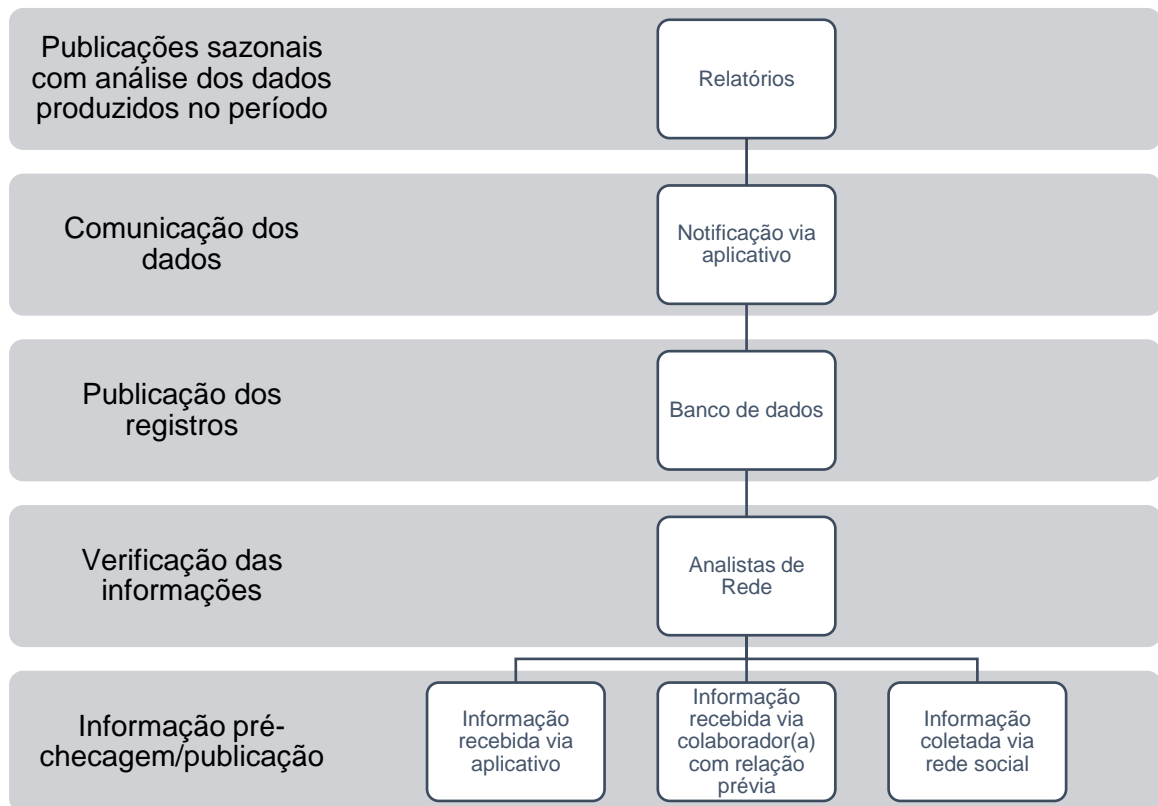 Publicações sazonais
com análise dos dados
produzidos no período
Relatórios
Comunicação dos
dados
Notificação via
aplicativo
Publicação dos
registros
Banco de dados
Verificação das
informações
Analistas de
Rede
Informação pré-
checagem/publicação
Informação
recebida via
aplicativo
Informação
recebida via
colaborador(a)
com relação
prévia
Informação
coletada via
rede social